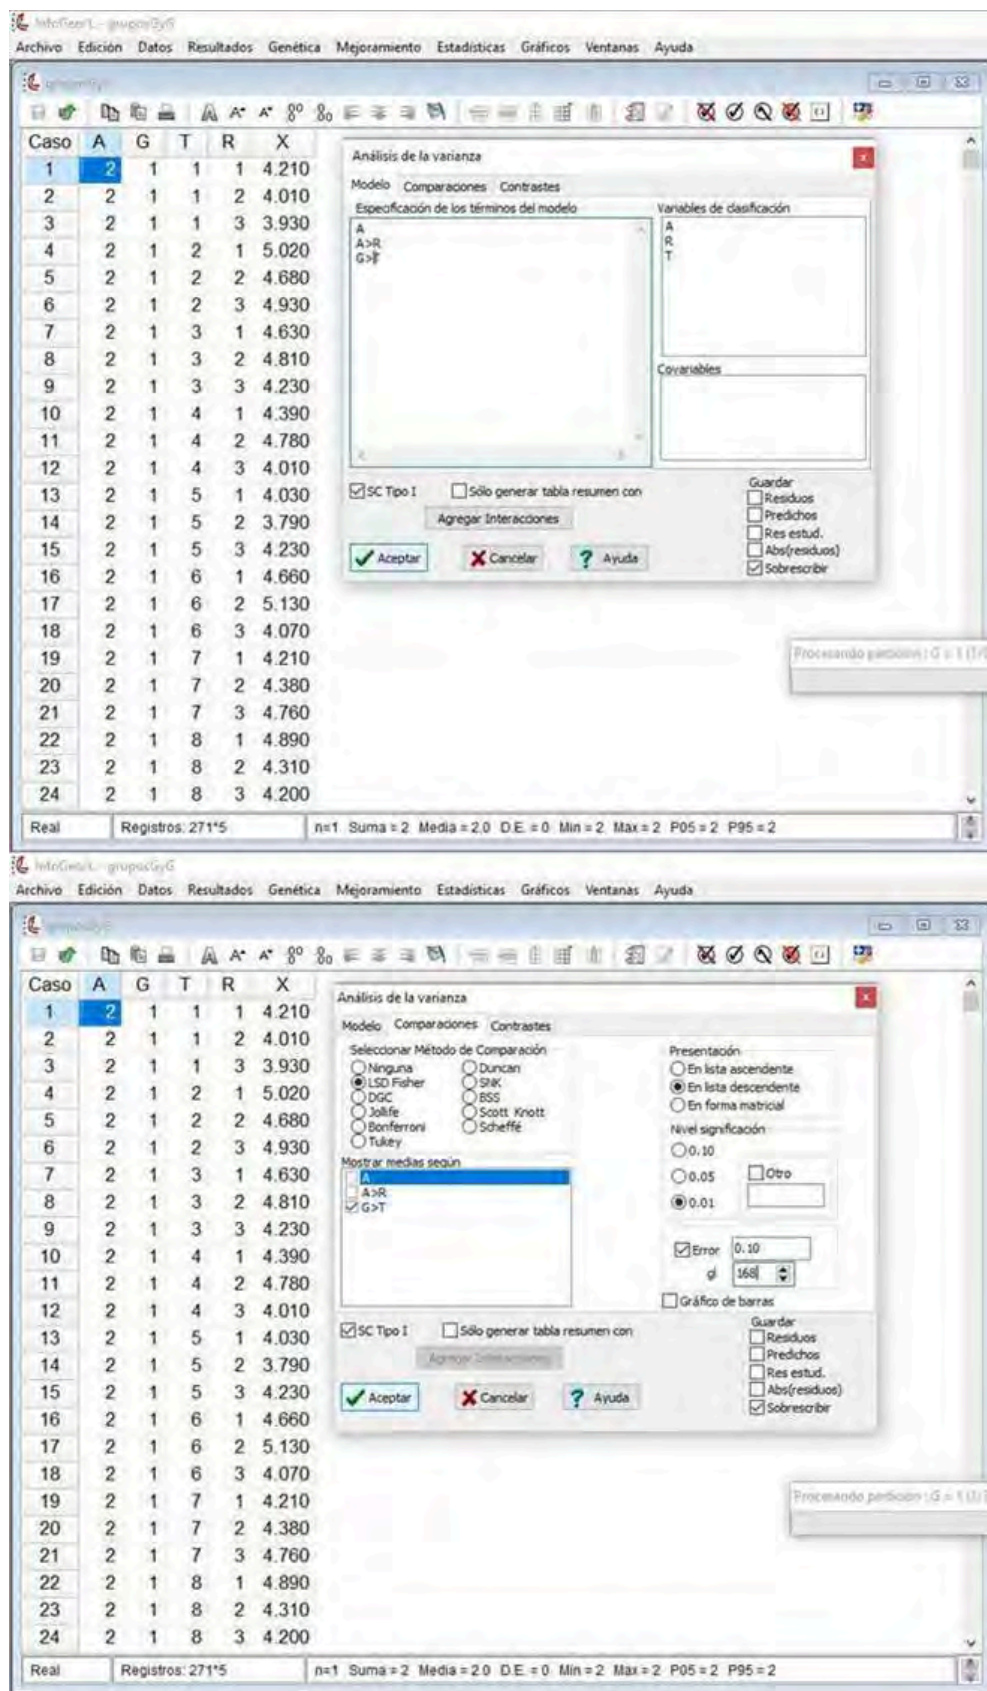 InfoGen/L - gruposGyG
Archivo Edición Datos Resultados Genética Mejoramiento Estadísticas Gráficos Ventanas Ayuda
Caso A G T R X
1 2 1 1 1 4.210
2 2 1 1 2 4.010
3 2 1 1 3 3.930
4 2 1 2 1 5.020
5 2 1 2 2 4.680
6 2 1 2 3 4.930
7 2 1 3 1 4.630
8 2 1 3 2 4.810
9 2 1 3 3 4.230
10 2 1 4 1 4.390
11 2 1 4 2 4.780
12 2 1 4 3 4.010
13 2 1 5 1 4.030
14 2 1 5 2 3.790
15 2 1 5 3 4.230
16 2 1 6 1 4.660
17 2 1 6 2 5.130
18 2 1 6 3 4.070
19 2 1 7 1 4.210
20 2 1 7 2 4.380
21 2 1 7 3 4.760
22 2 1 8 1 4.890
23 2 1 8 2 4.310
24 2 1 8 3 4.200
Análisis de la varianza
Modelo Comparaciones Contrastes
Especificación de los términos del modelo
A
A>R
G>T
Variables de clasificación
A
R
T
Covariables
SC Tipo I Sólo generar tabla resumen con
Agregar Interacciones
Aceptar Cancelar Ayuda
Guardar
Residuos
Predichos
Res estud.
Abs(residuos)
Sobrescribir
Procesando partición : G = 1 (1/
Real Registros: 271*5 n=1 Suma = 2 Media = 2.0 D.E. = 0 Min = 2 Max = 2 P05 = 2 P95 = 2
InfoGen/L - gruposGyG
Archivo Edición Datos Resultados Genética Mejoramiento Estadísticas Gráficos Ventanas Ayuda
Caso A G T R X
1 2 1 1 1 4.210
2 2 1 1 2 4.010
3 2 1 1 3 3.930
4 2 1 2 1 5.020
5 2 1 2 2 4.680
6 2 1 2 3 4.930
7 2 1 3 1 4.630
8 2 1 3 2 4.810
9 2 1 3 3 4.230
10 2 1 4 1 4.390
11 2 1 4 2 4.780
12 2 1 4 3 4.010
13 2 1 5 1 4.030
14 2 1 5 2 3.790
15 2 1 5 3 4.230
16 2 1 6 1 4.660
17 2 1 6 2 5.130
18 2 1 6 3 4.070
19 2 1 7 1 4.210
20 2 1 7 2 4.380
21 2 1 7 3 4.760
22 2 1 8 1 4.890
23 2 1 8 2 4.310
24 2 1 8 3 4.200
Análisis de la varianza
Modelo Comparaciones Contrastes
Seleccionar Método de Comparación
Ninguna Duncan
LSD Fisher SNK
DGC BSS
Jollife Scott Knott
Bonferroni Scheffé
Tukey
Mostrar medias según
A
A>R
G>T
Presentación
En lista ascendente
En lista descendente
En forma matricial
Nivel significación
0.10
0.05 Otro
0.01
Error 0.10
gl 168
Gráfico de barras
SC Tipo I Sólo generar tabla resumen con
Agregar Interacciones
Aceptar Cancelar Ayuda
Guardar
Residuos
Predichos
Res estud.
Abs(residuos)
Sobrescribir
Procesando partición : G = 1 (1/
Real Registros: 271*5 n=1 Suma = 2 Media = 2.0 D.E. = 0 Min = 2 Max = 2 P05 = 2 P95 = 2